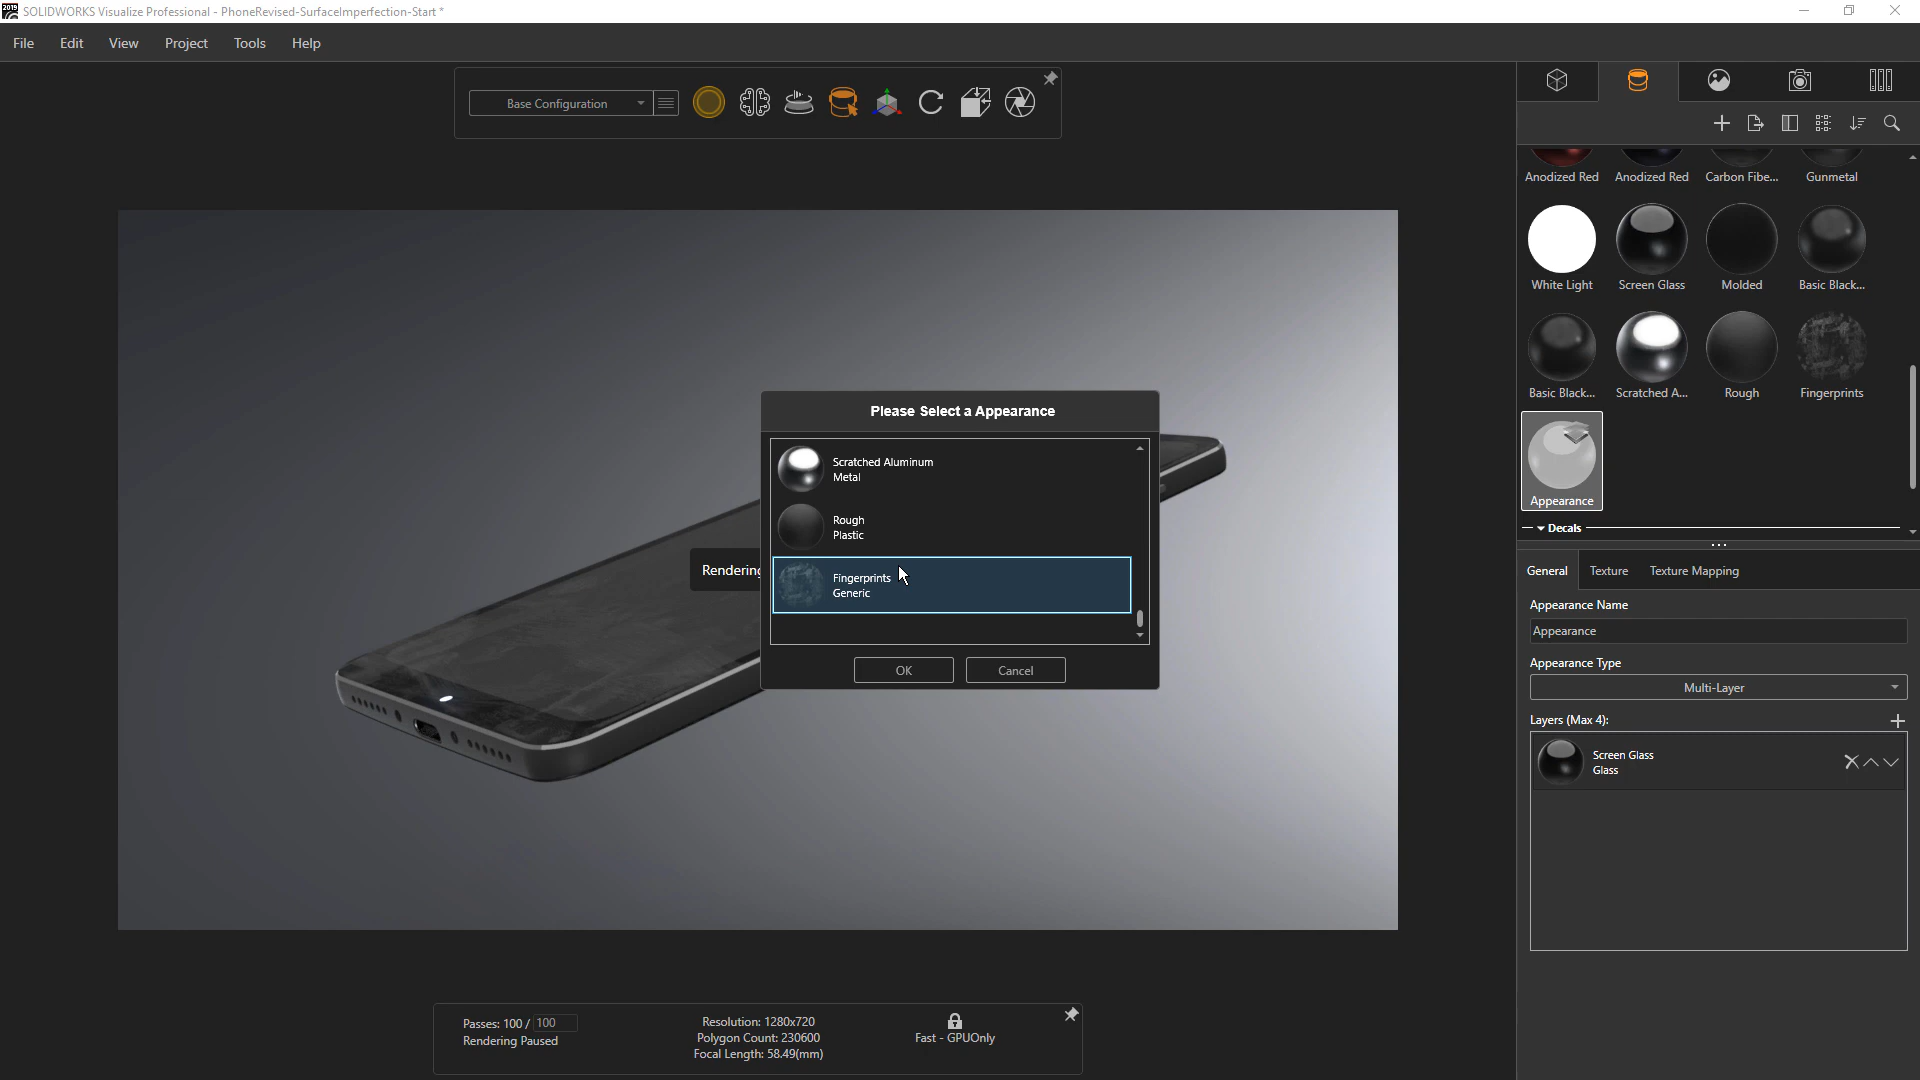 2019
SOLIDWORKS Visualize Professional - PhoneRevised-SurfaceImperfection-Start *
File Edit View Project Tools Help
Base Configuration
Anodized Red Anodized Red Carbon Fibe... Gunmetal
White Light Screen Glass Molded Basic Black...
Basic Black... Scratched A... Rough Fingerprints
Appearance
Decals
Please Select a Appearance
Scratched Aluminum
Metal
Rough
Plastic
Fingerprints
Generic
OK Cancel
Rendering
General Texture Texture Mapping
Appearance Name
Appearance
Appearance Type
Multi-Layer
Layers (Max 4):
Screen Glass
Glass
Passes: 100 / 100
Rendering Paused
Resolution: 1280x720
Polygon Count: 230600
Focal Length: 58.49(mm)
Fast - GPUOnly